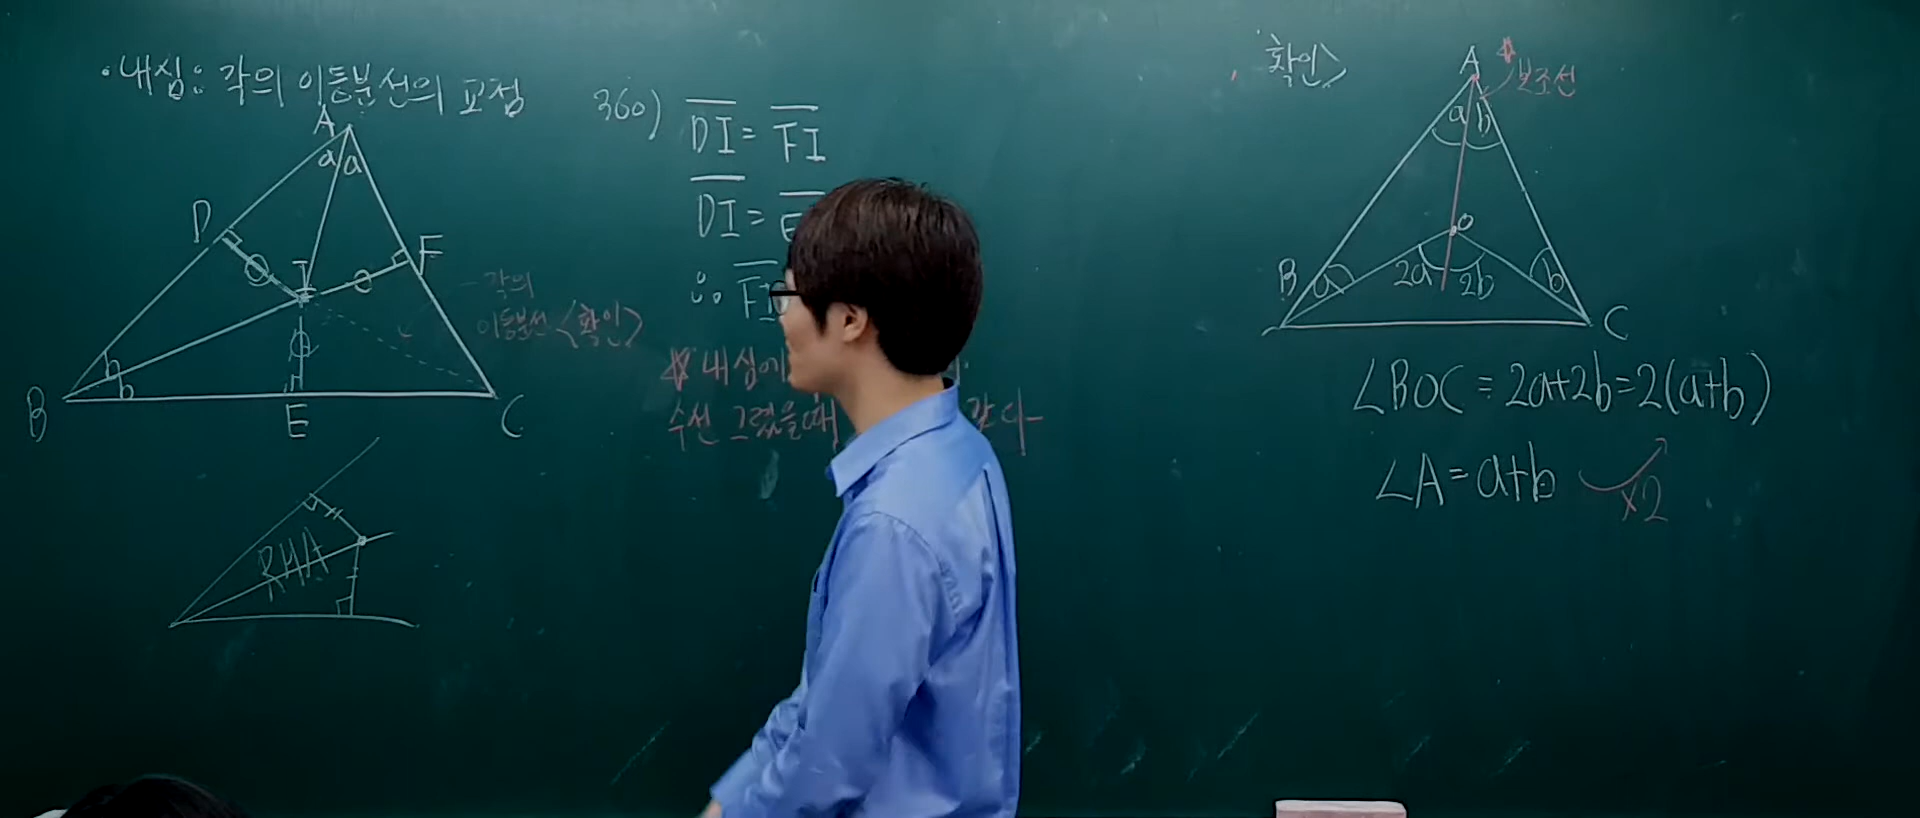 ·내심: 각의 이등분선의 교점
A
a a
D
F
I
- 각의
이등분선 <확인>
b
b
B
E
C
RHA
360) DI = FI
DI = E
∴ FI
☆ 내심에
수선 그렸을때 같다
확인>
A
☆
보조선
a b
O
B a 2a 2b b C
∠BOC = 2a+2b=2(a+b)
∠A= a+b
×2